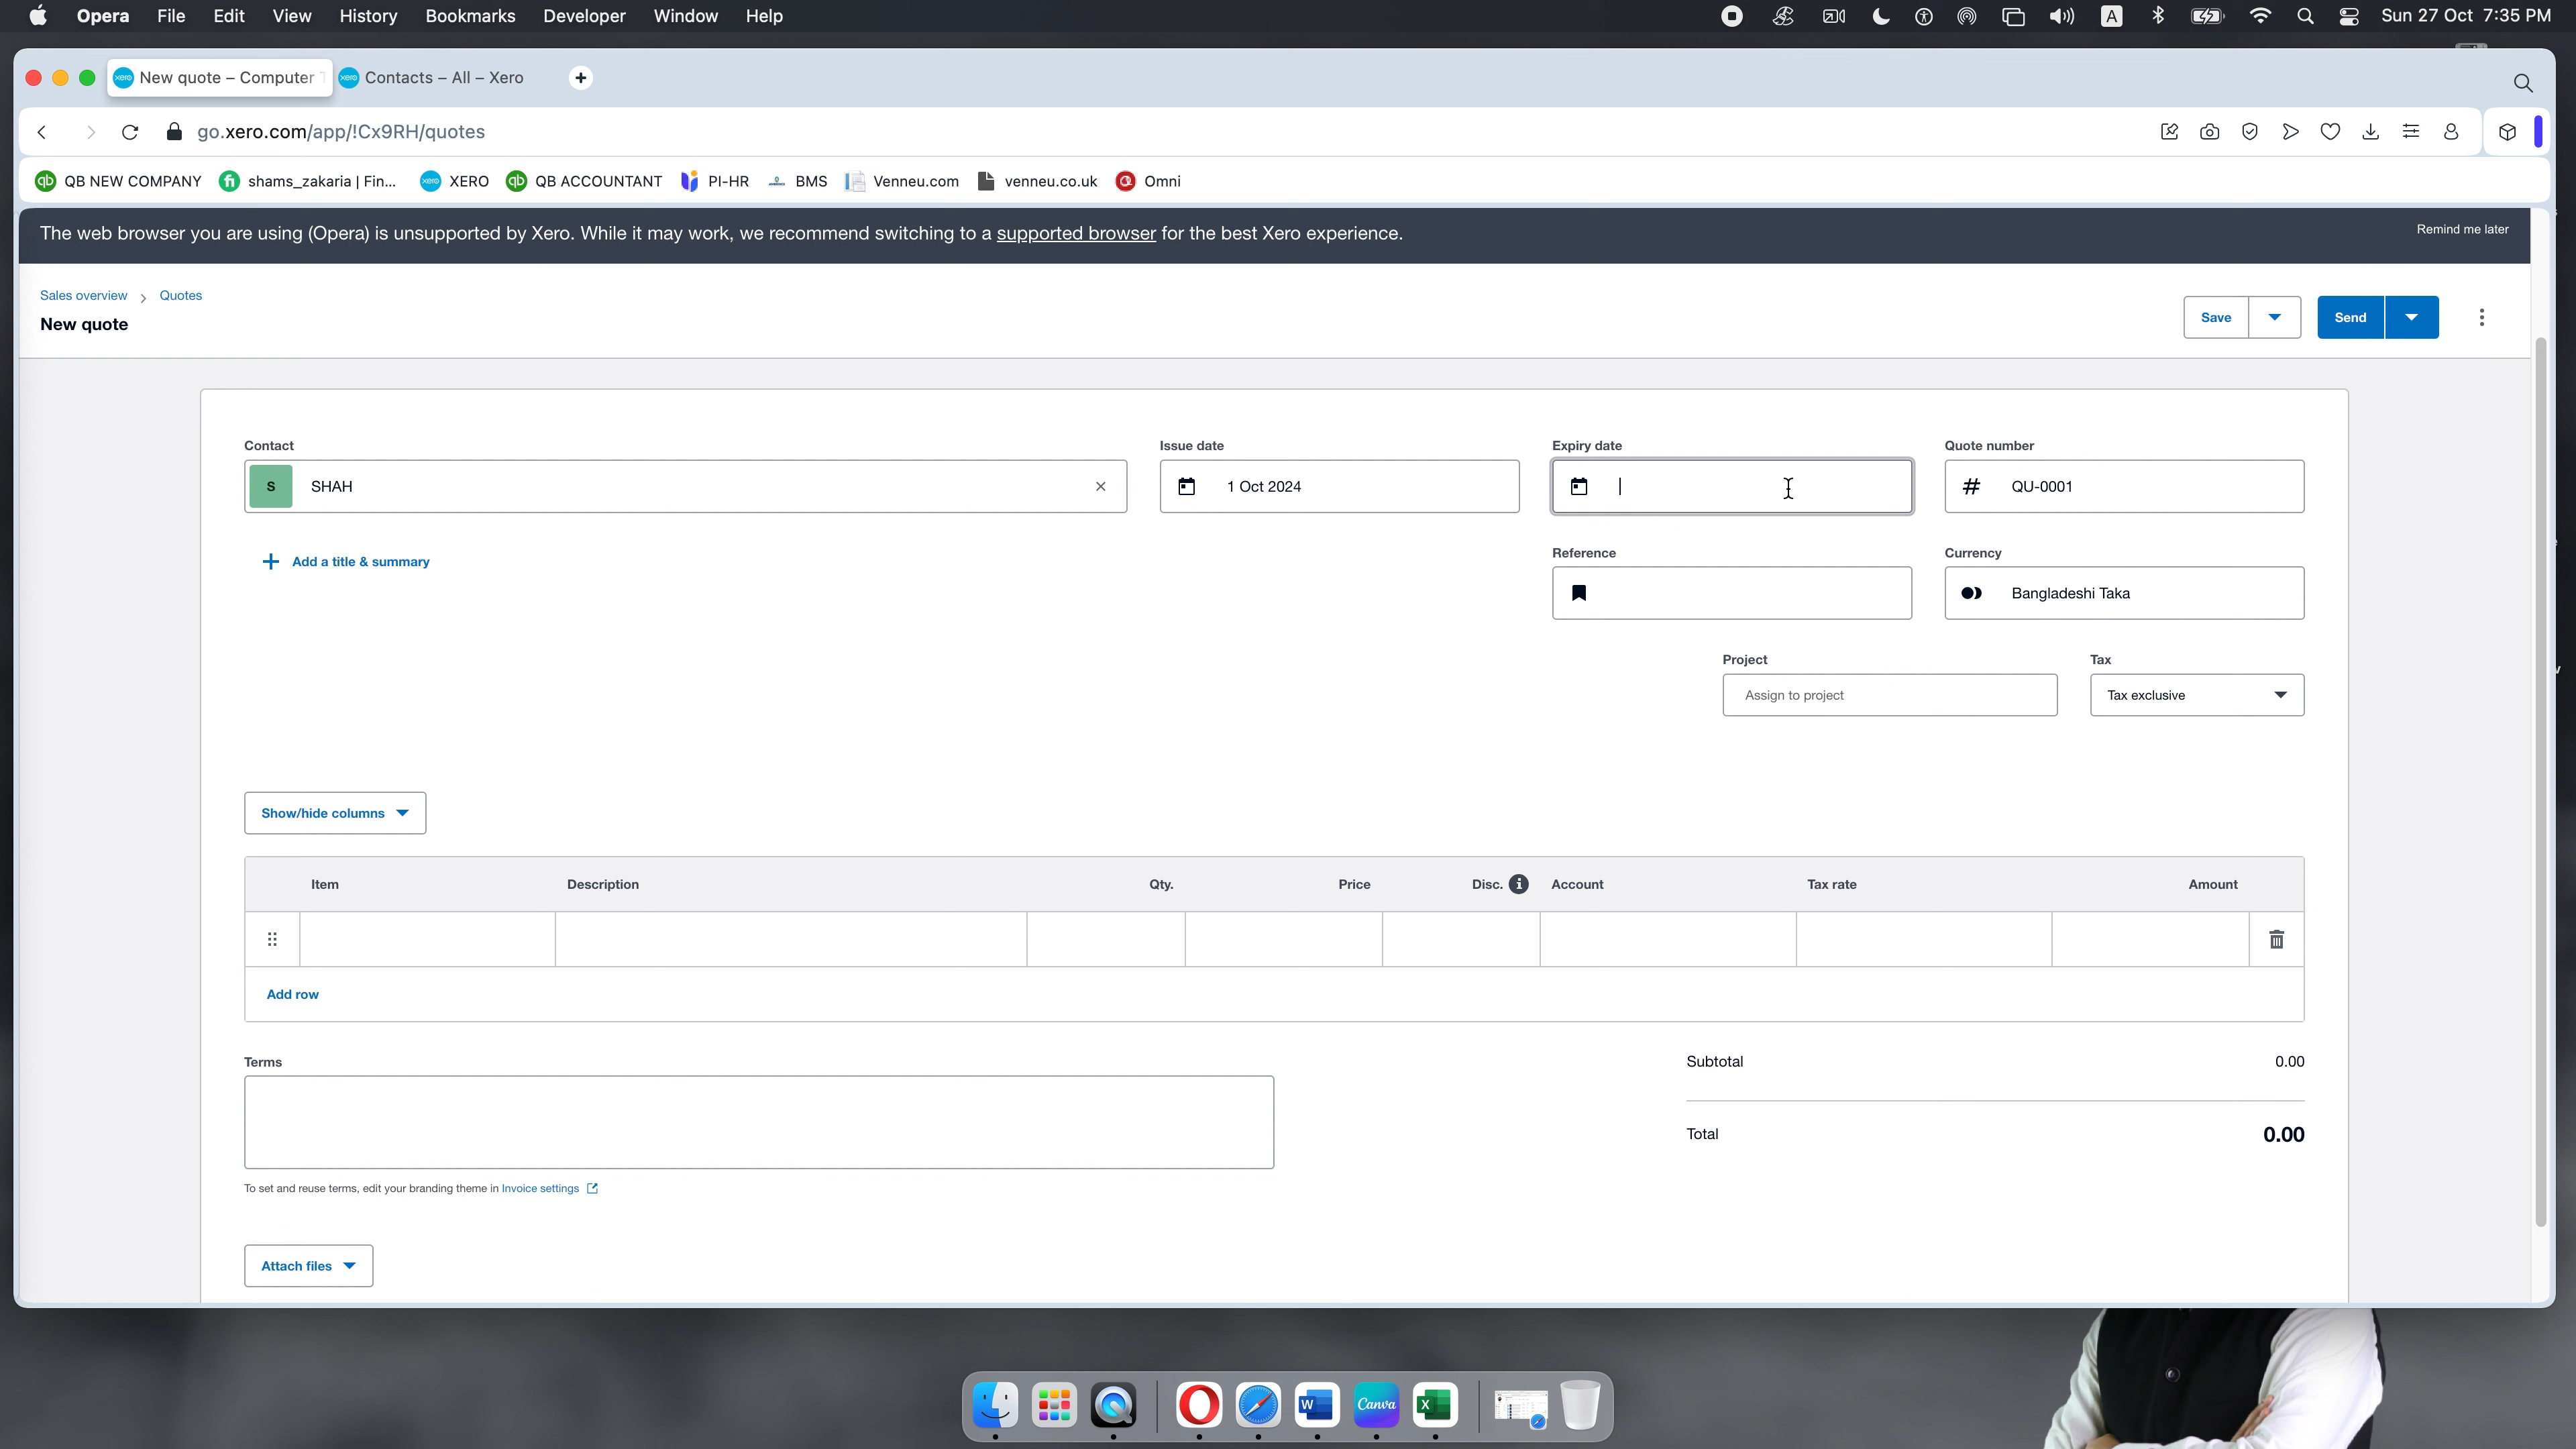 Opera File Edit View History Bookmarks Developer Window Help A Sun 27 Oct 7:35 PM
xero New quote – Computer T xero Contacts – All – Xero
go.xero.com/app/!Cx9RH/quotes
qb QB NEW COMPANY fi shams_zakaria | Fin... xero XERO qb QB ACCOUNTANT PI-HR BMS Venneu.com venneu.co.uk Omni
The web browser you are using (Opera) is unsupported by Xero. While it may work, we recommend switching to a supported browser for the best Xero experience. Remind me later
Sales overview Quotes
New quote
Save Send
Contact Issue date Expiry date Quote number
S SHAH 1 Oct 2024 # QU-0001
Add a title & summary
Reference Currency
Bangladeshi Taka
Project Tax
Assign to project Tax exclusive
Show/hide columns
Item Description Qty. Price Disc. Account Tax rate Amount
Add row
Terms
Subtotal 0.00
Total 0.00
To set and reuse terms, edit your branding theme in Invoice settings
Attach files
W Canva X